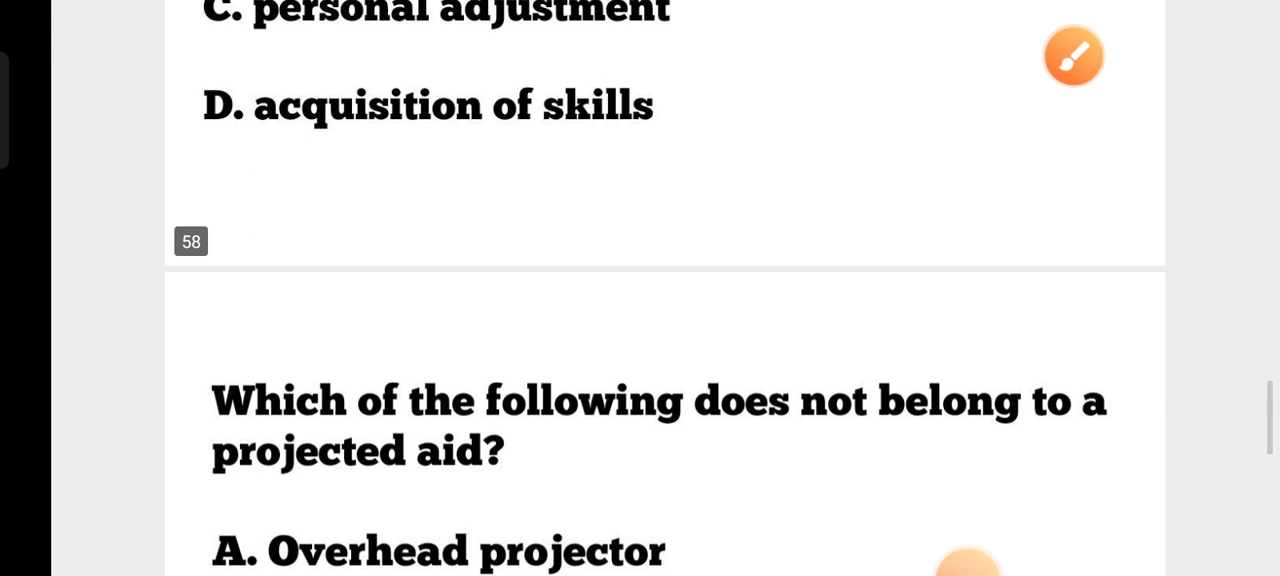 C. personal adjustment
D. acquisition of skills
58
Which of the following does not belong to a
projected aid?
A. Overhead projector